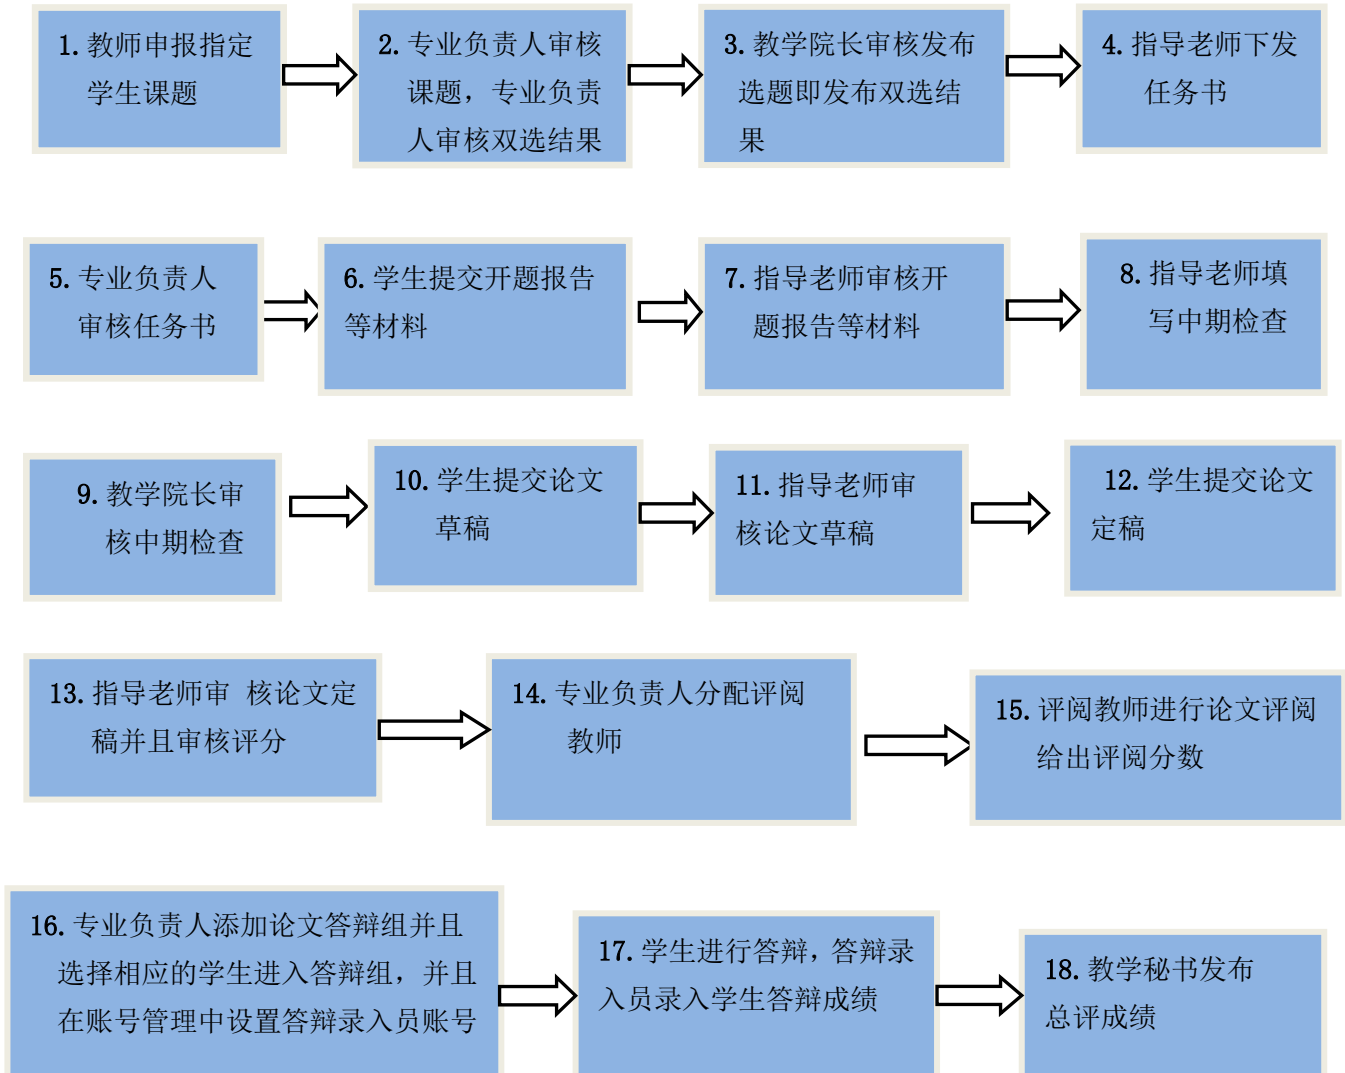 1. 教师申报指定
学生课题
2. 专业负责人审核
课题，专业负责
人审核双选结果
3. 教学院长审核发布
选题即发布双选结
果
4. 指导老师下发
任务书
5. 专业负责人
审核任务书
6. 学生提交开题报告
等材料
7. 指导老师审核开
题报告等材料
8. 指导老师填
写中期检查
9. 教学院长审
核中期检查
10. 学生提交论文
草稿
11. 指导老师审
核论文草稿
12. 学生提交论文
定稿
13. 指导老师审 核论文定
稿并且审核评分
14. 专业负责人分配评阅
教师
15. 评阅教师进行论文评阅
给出评阅分数
16. 专业负责人添加论文答辩组并且
选择相应的学生进入答辩组，并且
在账号管理中设置答辩录入员账号
17. 学生进行答辩，答辩录
入员录入学生答辩成绩
18. 教学秘书发布
总评成绩